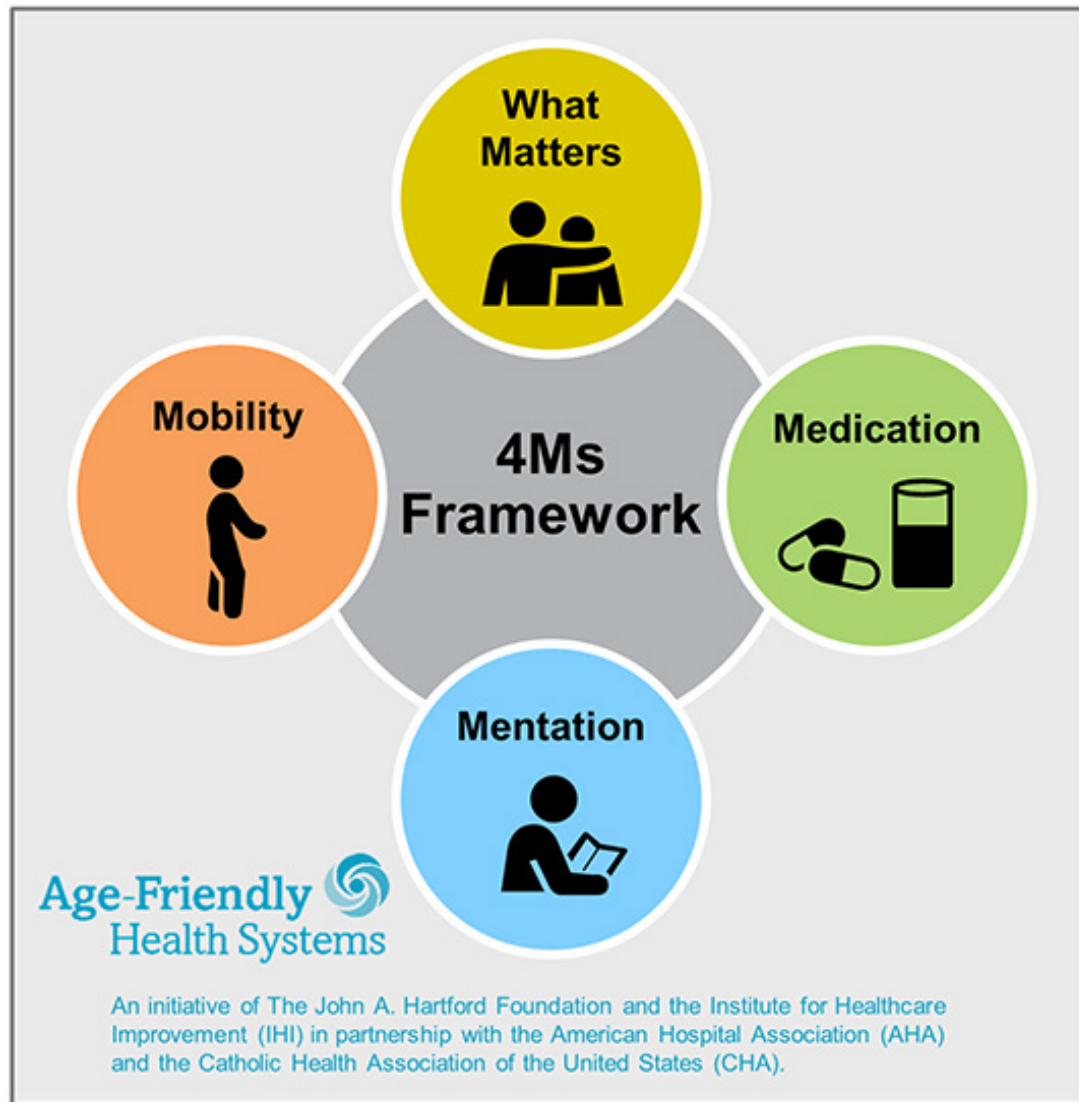 What
Matters
Mobility
4Ms
Framework
Medication
Mentation
Age-Friendly
Health Systems
An initiative of The John A. Hartford Foundation and the Institute for Healthcare
Improvement (IHI) in partnership with the American Hospital Association (AHA)
and the Catholic Health Association of the United States (CHA).